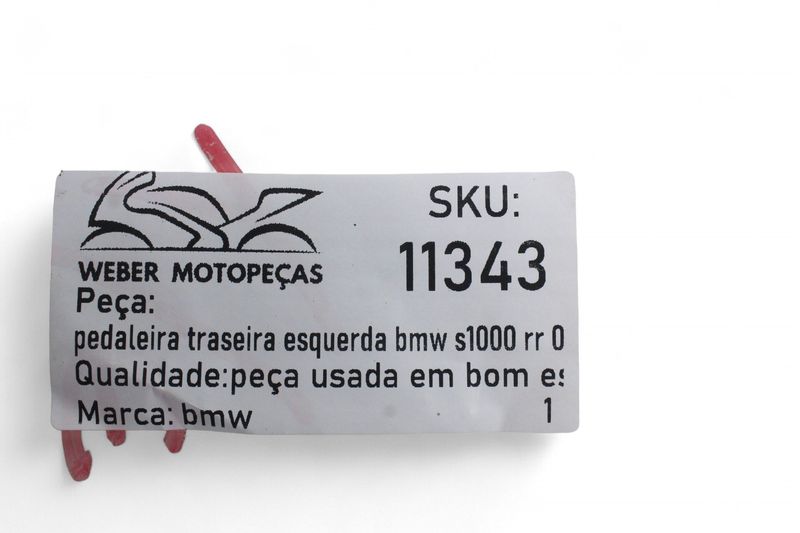 WEBER MOTOPEÇAS
SKU:
11343
Peça:
pedaleira traseira esquerda bmw s1000 rr 0
Qualidade:peça usada em bom es
Marca: bmw
1